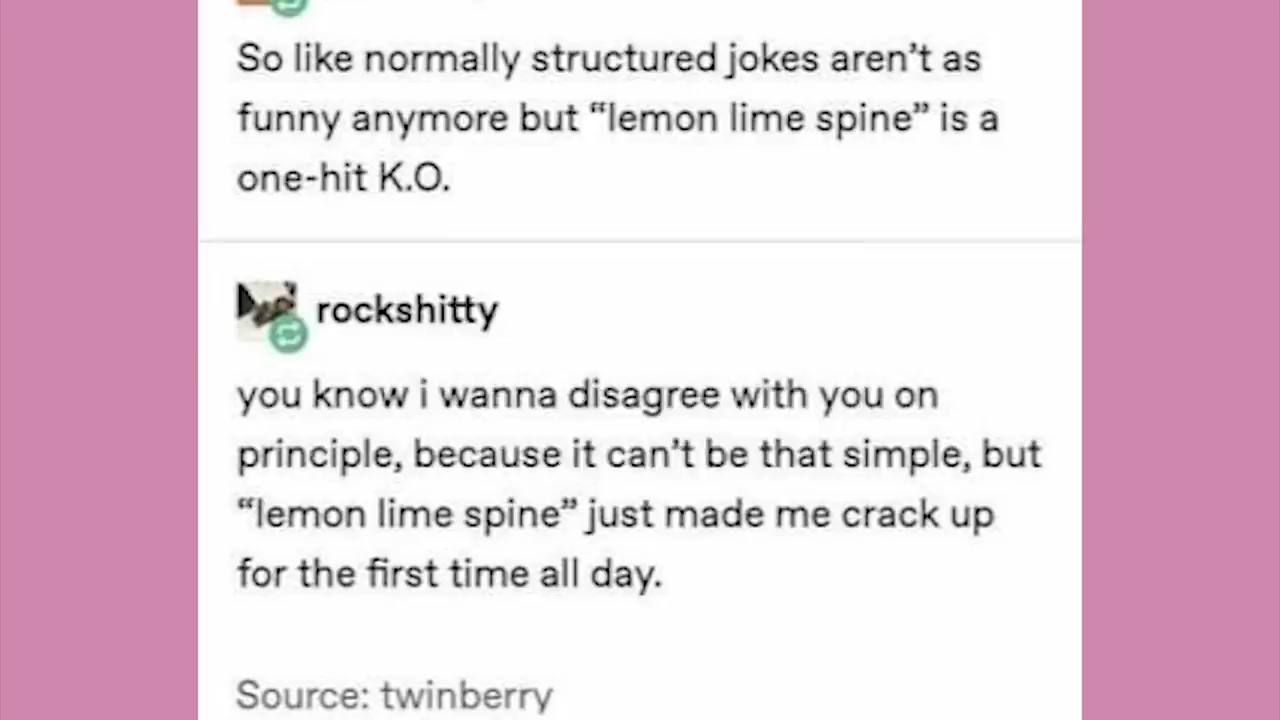 So like normally structured jokes aren’t as
funny anymore but “lemon lime spine” is a
one-hit K.O.
rockshitty
you know i wanna disagree with you on
principle, because it can’t be that simple, but
“lemon lime spine” just made me crack up
for the first time all day.
Source: twinberry